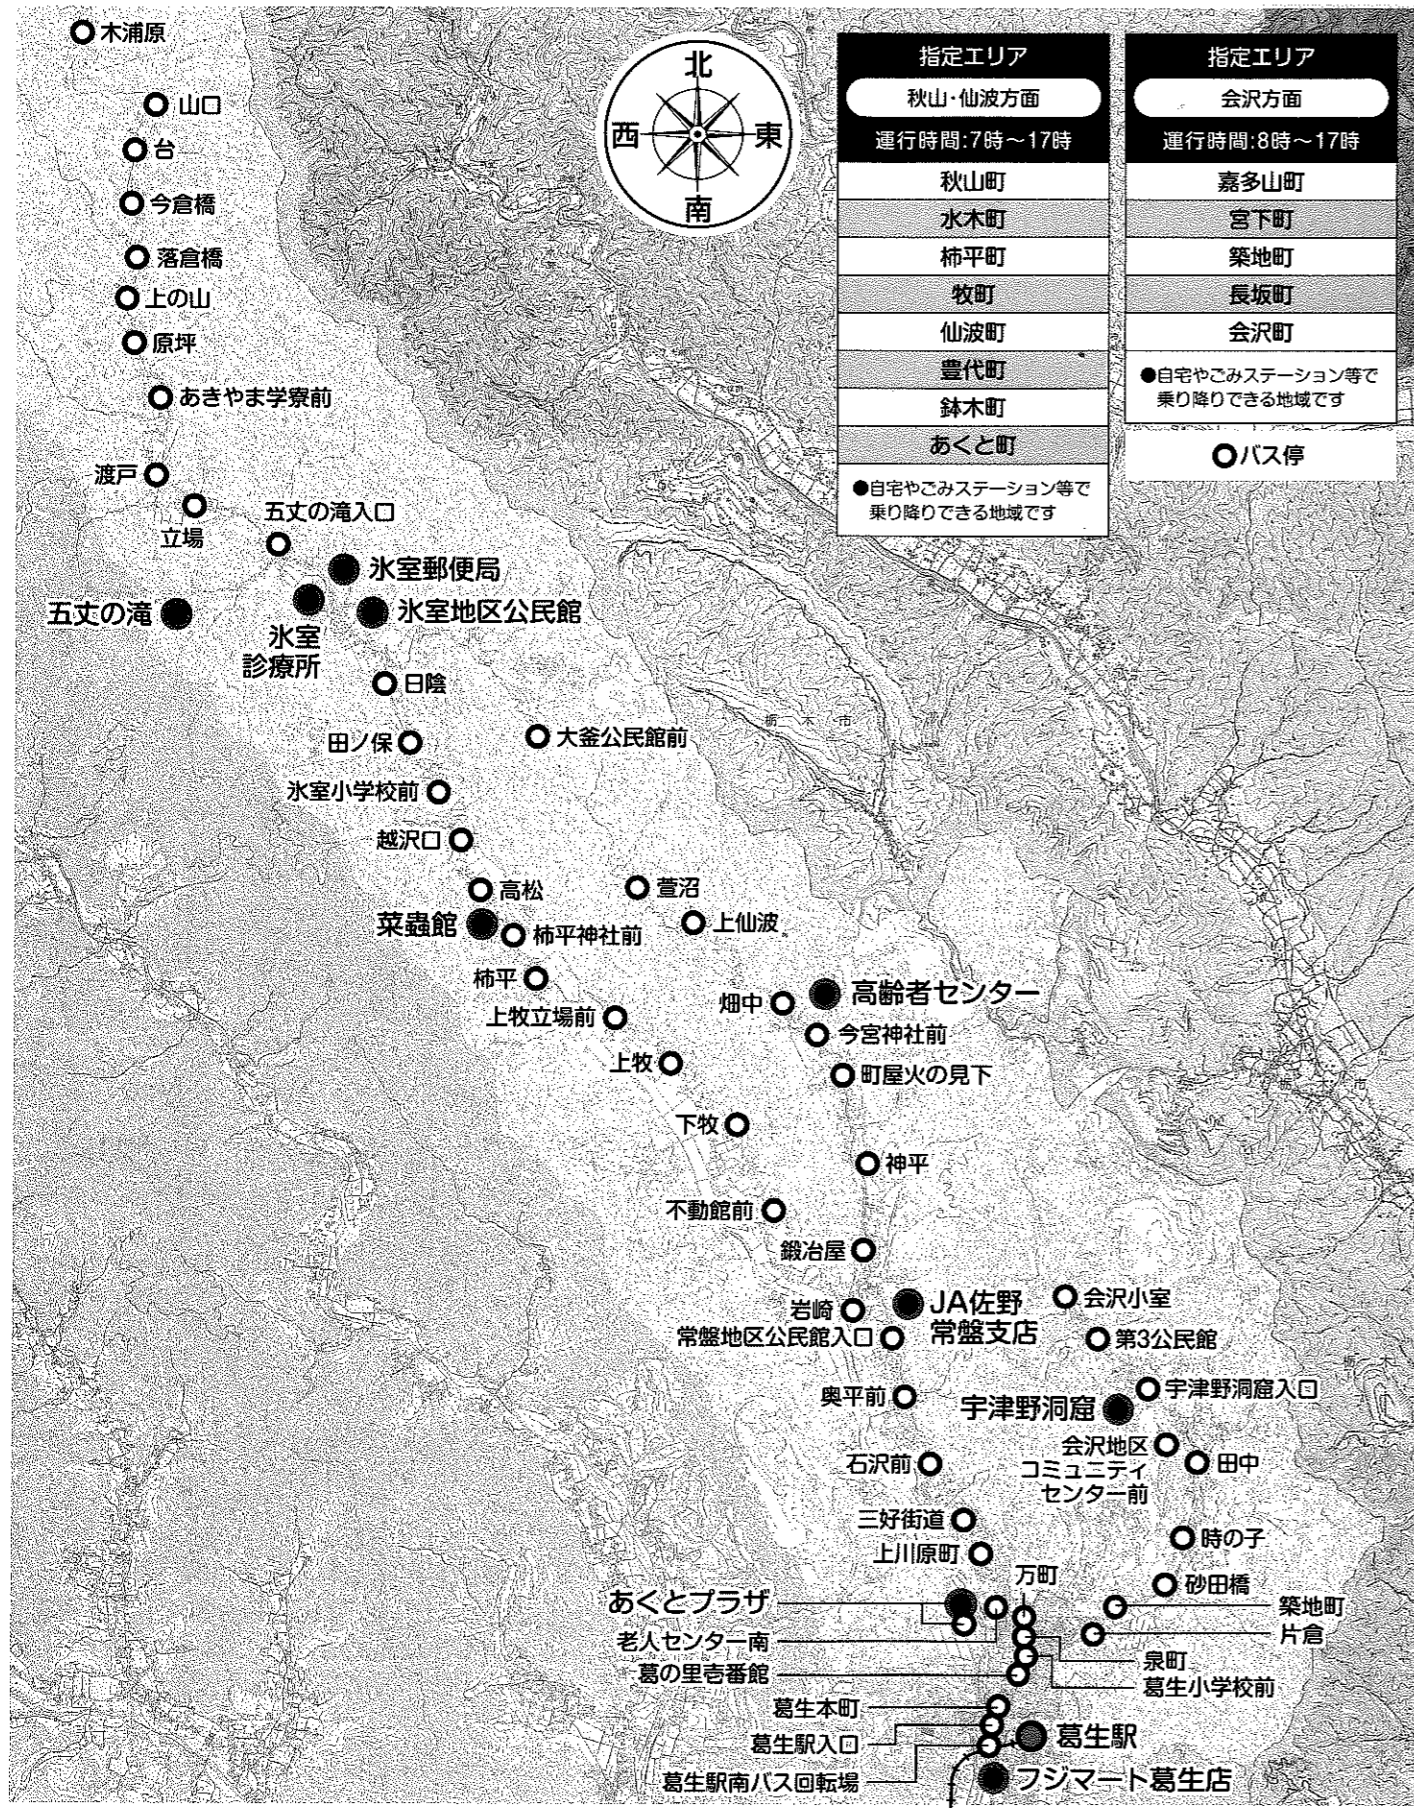 木浦原
山口
台
今倉橋
落倉橋
上の山
原坪
あきやま学寮前
渡戸
立場
五丈の滝入口
北
西
東
南
指定エリア
秋山・仙波方面
運行時間:7時～17時
秋山町
水木町
柿平町
牧町
仙波町
豊代町
鉢木町
あくと町
●自宅やごみステーション等で
乗り降りできる地域です
指定エリア
会沢方面
運行時間:8時～17時
嘉多山町
宮下町
築地町
長坂町
会沢町
●自宅やごみステーション等で
乗り降りできる地域です
バス停
氷室郵便局
五丈の滝
氷室地区公民館
氷室
診療所
日陰
栃木市
田ノ保
大釜公民館前
氷室小学校前
越沢口
高松
萱沼
菜蟲館
柿平神社前
上仙波
柿平
畑中
高齢者センター
上牧立場前
今宮神社前
上牧
町屋火の見下
栃木市
下牧
神平
不動館前
鍛冶屋
岩崎
JA佐野
常盤支店
会沢小室
常盤地区公民館入口
第3公民館
栃木
奥平前
宇津野洞窟
宇津野洞窟入口
石沢前
会沢地区
コミュニティ
センター前
田中
三好街道
時の子
上川原町
万町
砂田橋
あくとプラザ
築地町
老人センター南
片倉
葛の里壱番館
泉町
葛生小学校前
葛生本町
葛生駅入口
葛生駅
葛生駅南バス回転場
フジマート葛生店